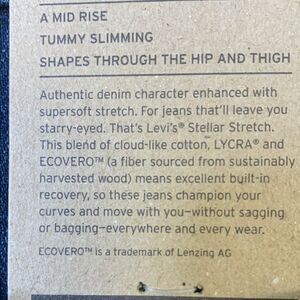 A MID RISE
TUMMY SLIMMING
SHAPES THROUGH THE HIP AND THIGH
Authentic denim character enhanced with
supersoft stretch. For jeans that'll leave you
starry-eyed. That's Levi's® Stellar Stretch.
This blend of cloud-like cotton, LYCRA® and
ECOVERO™ (a fiber sourced from sustainably
harvested wood) means excellent built-in
recovery, so these jeans champion your
curves and move with you—without sagging
or bagging—everywhere and every wear.
ECOVERO™ is a trademark of Lenzing AG